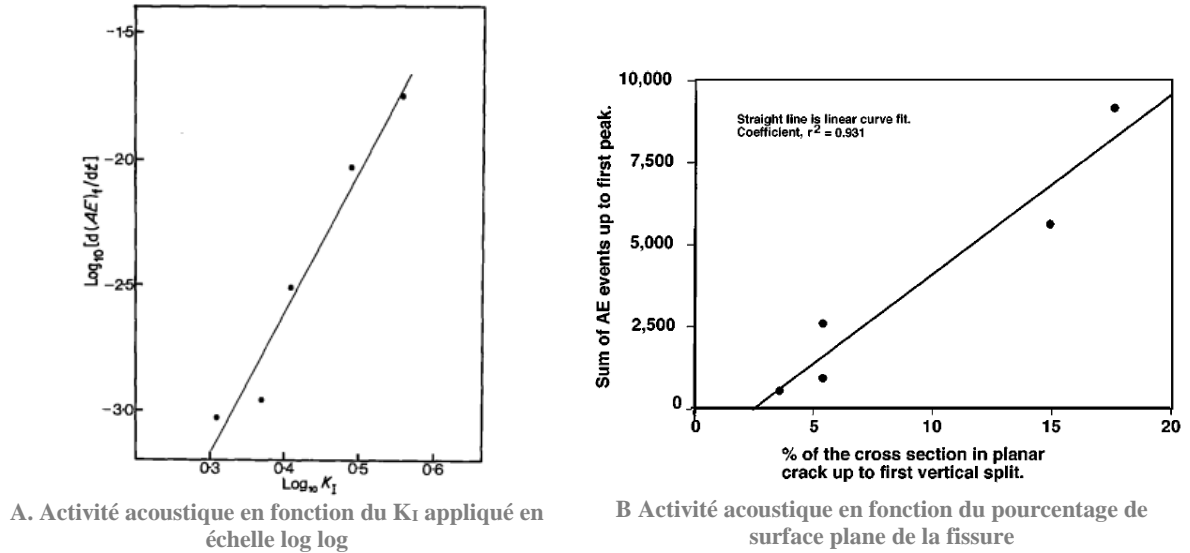 -1·5
-2·0
-2·5
-3·0
Log₁₀[d(AE)ₜ/dt]
0·3 0·4 0·5 0·6
Log₁₀ K_I
A. Activité acoustique en fonction du K_I appliqué en
échelle log log
10,000
7,500
5,000
2,500
0
Sum of AE events up to first peak.
Straight line is linear curve fit.
Coefficient, r² = 0.931
0 5 10 15 20
% of the cross section in planar
crack up to first vertical split.
B Activité acoustique en fonction du pourcentage de
surface plane de la fissure